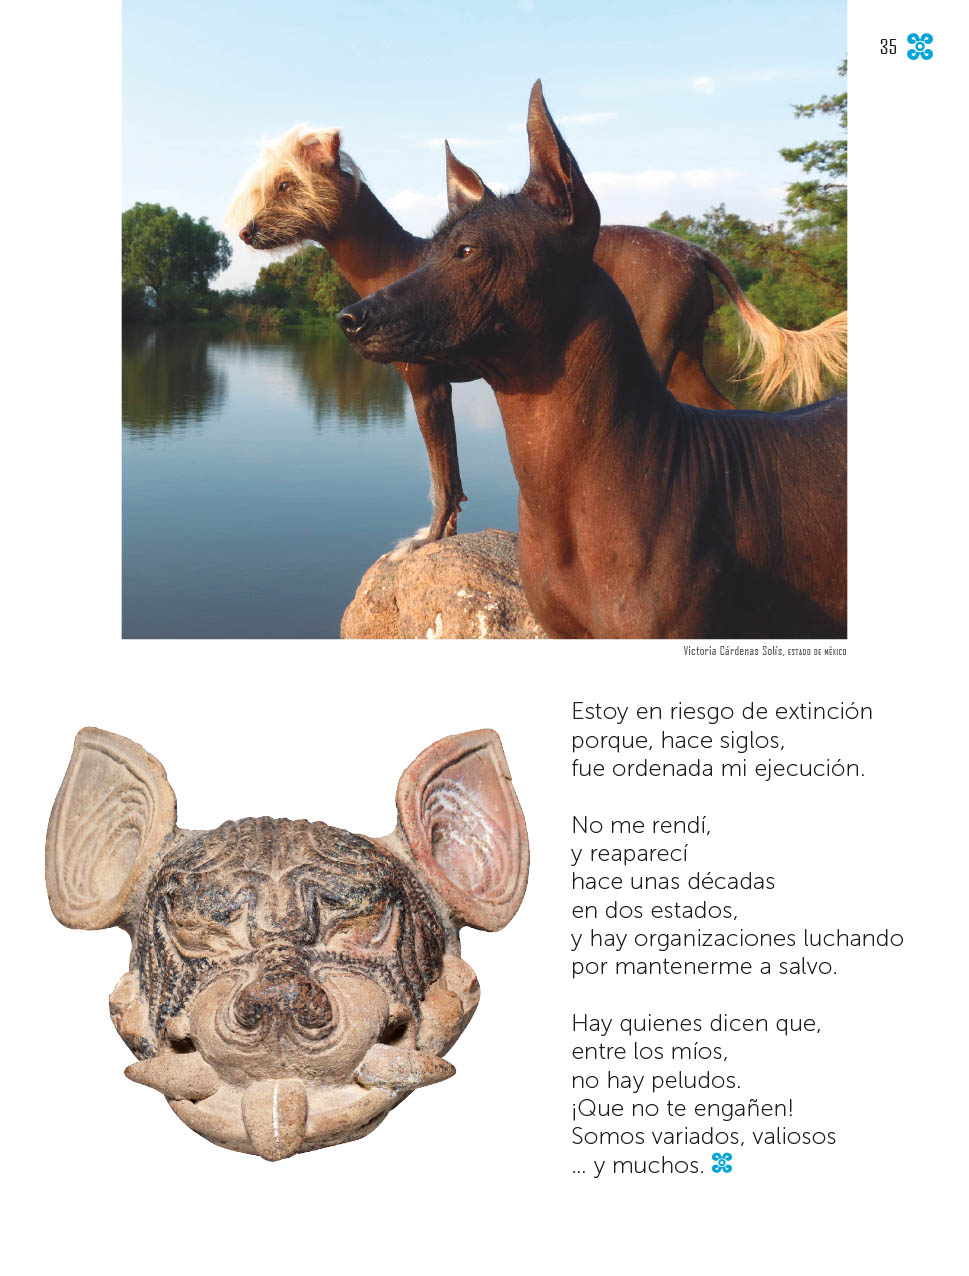 35
Victoria Cárdenas Solís, ESTADO DE MÉXICO
Estoy en riesgo de extinción
porque, hace siglos,
fue ordenada mi ejecución.
No me rendí,
y reaparecí
hace unas décadas
en dos estados,
y hay organizaciones luchando
por mantenerme a salvo.
Hay quienes dicen que,
entre los míos,
no hay peludos.
¡Que no te engañen!
Somos variados, valiosos
... y muchos.